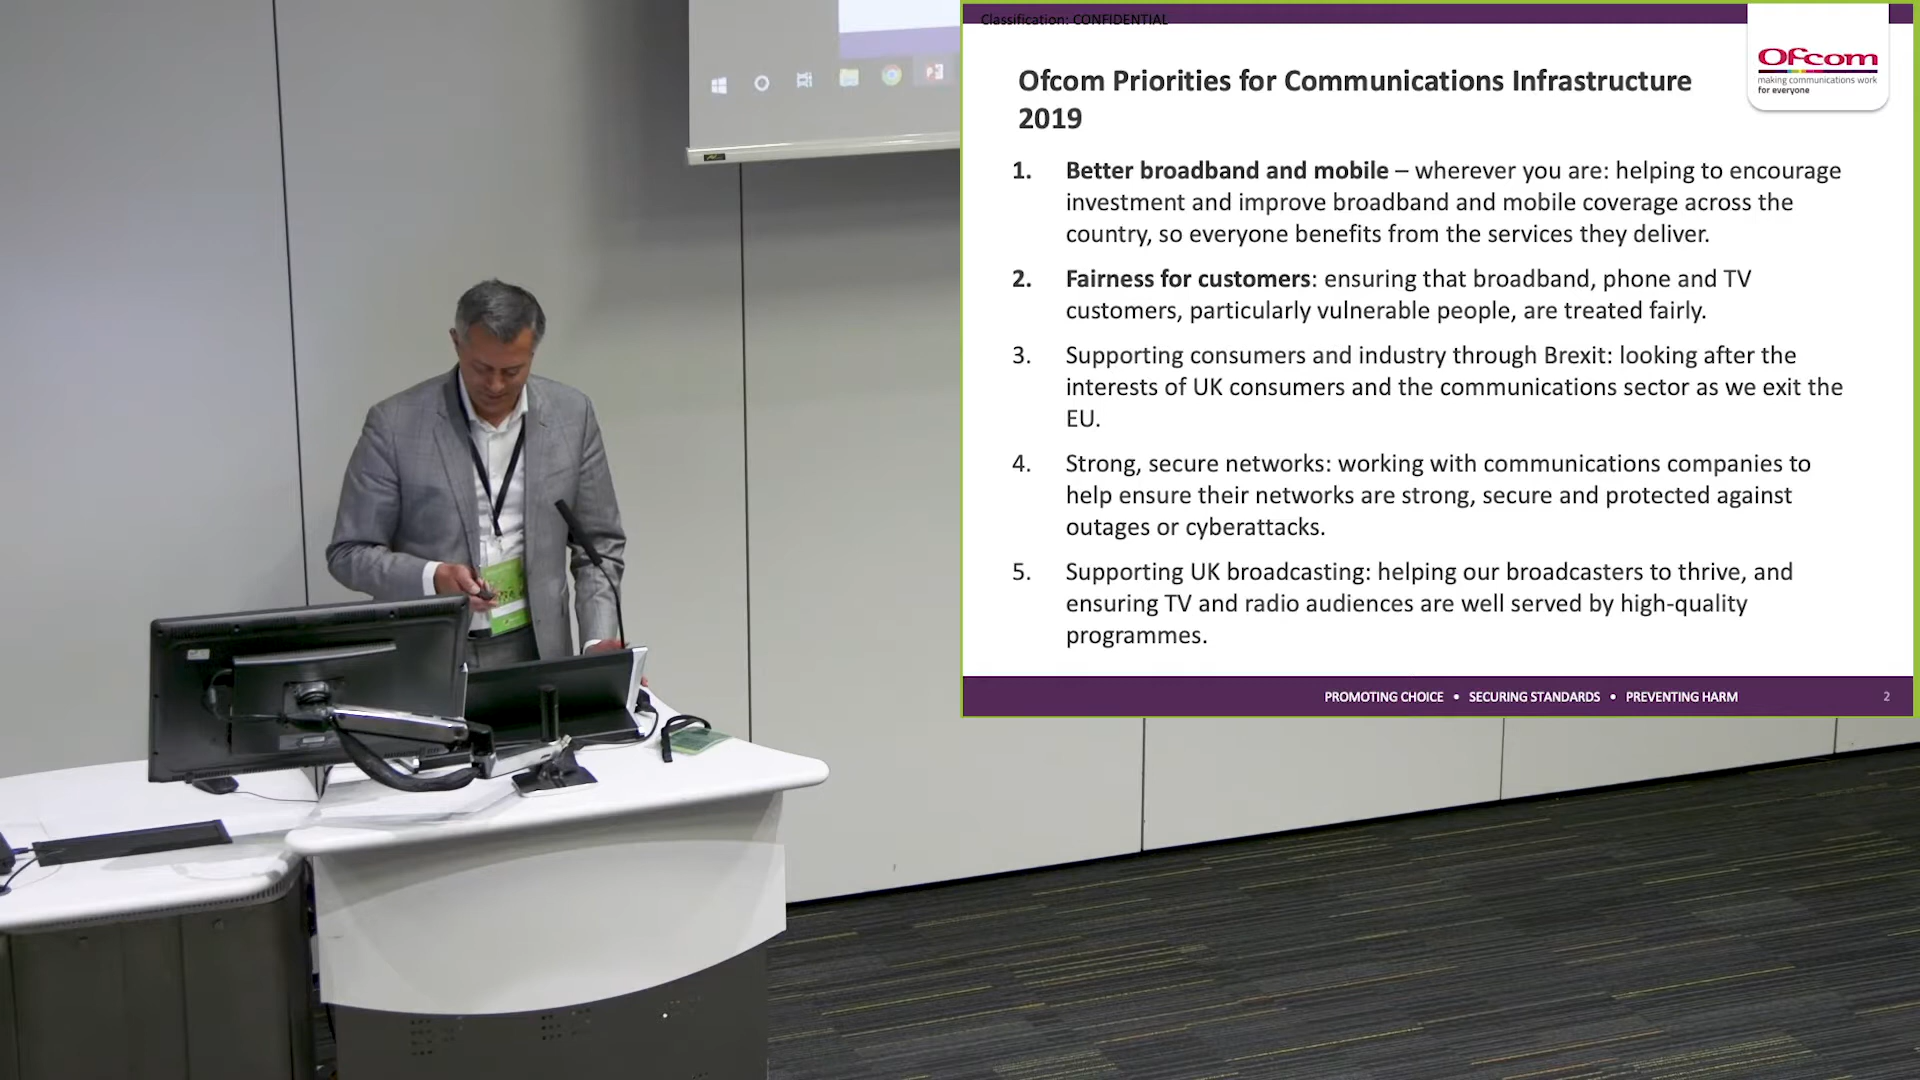 Classification: CONFIDENTIAL
Ofcom
making communications work
for everyone
Ofcom Priorities for Communications Infrastructure
2019
1. Better broadband and mobile – wherever you are: helping to encourage
investment and improve broadband and mobile coverage across the
country, so everyone benefits from the services they deliver.
2. Fairness for customers: ensuring that broadband, phone and TV
customers, particularly vulnerable people, are treated fairly.
3. Supporting consumers and industry through Brexit: looking after the
interests of UK consumers and the communications sector as we exit the
EU.
4. Strong, secure networks: working with communications companies to
help ensure their networks are strong, secure and protected against
outages or cyberattacks.
5. Supporting UK broadcasting: helping our broadcasters to thrive, and
ensuring TV and radio audiences are well served by high-quality
programmes.
PROMOTING CHOICE • SECURING STANDARDS • PREVENTING HARM 2